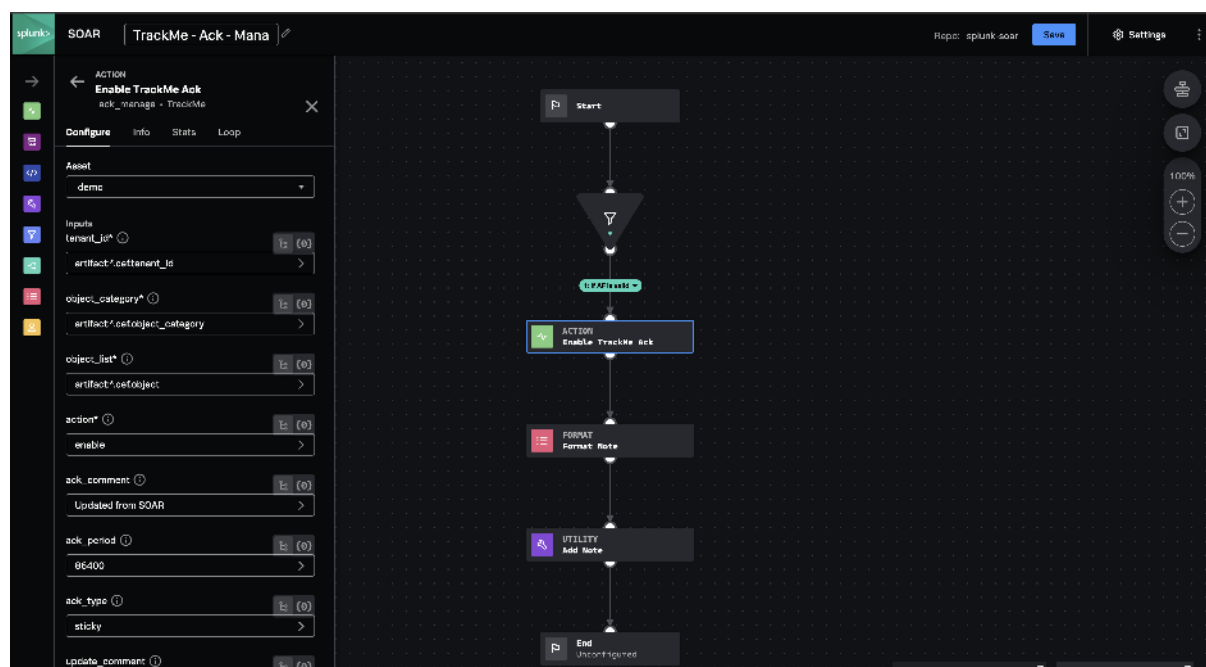 splunk>
SOAR
TrackMe - Ack - Mana
Repo: splunk-soar
Save
Settings
ACTION
Enable TrackMe Ack
ack_manage • TrackMe
Configure
Info
Stats
Loop
Asset
demo
Inputs
tenant_id*
artifact:*.cef.tenant_id
object_category*
artifact:*.cef.object_category
object_list*
artifact:*.cef.object
action*
enable
ack_comment
Updated from SOAR
ack_period
86400
ack_type
sticky
update_comment
Start
ACTION
Enable TrackMe Ack
FORMAT
Format Note
UTILITY
Add Note
End
Unconfigured
100%